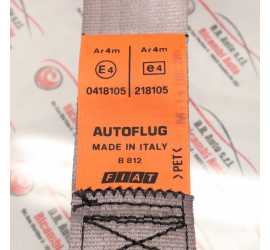 Ar4m Ar4m
E4 e4
0418105 218105
AUTOFLUG
MADE IN ITALY
B 812
FIAT
>PET<